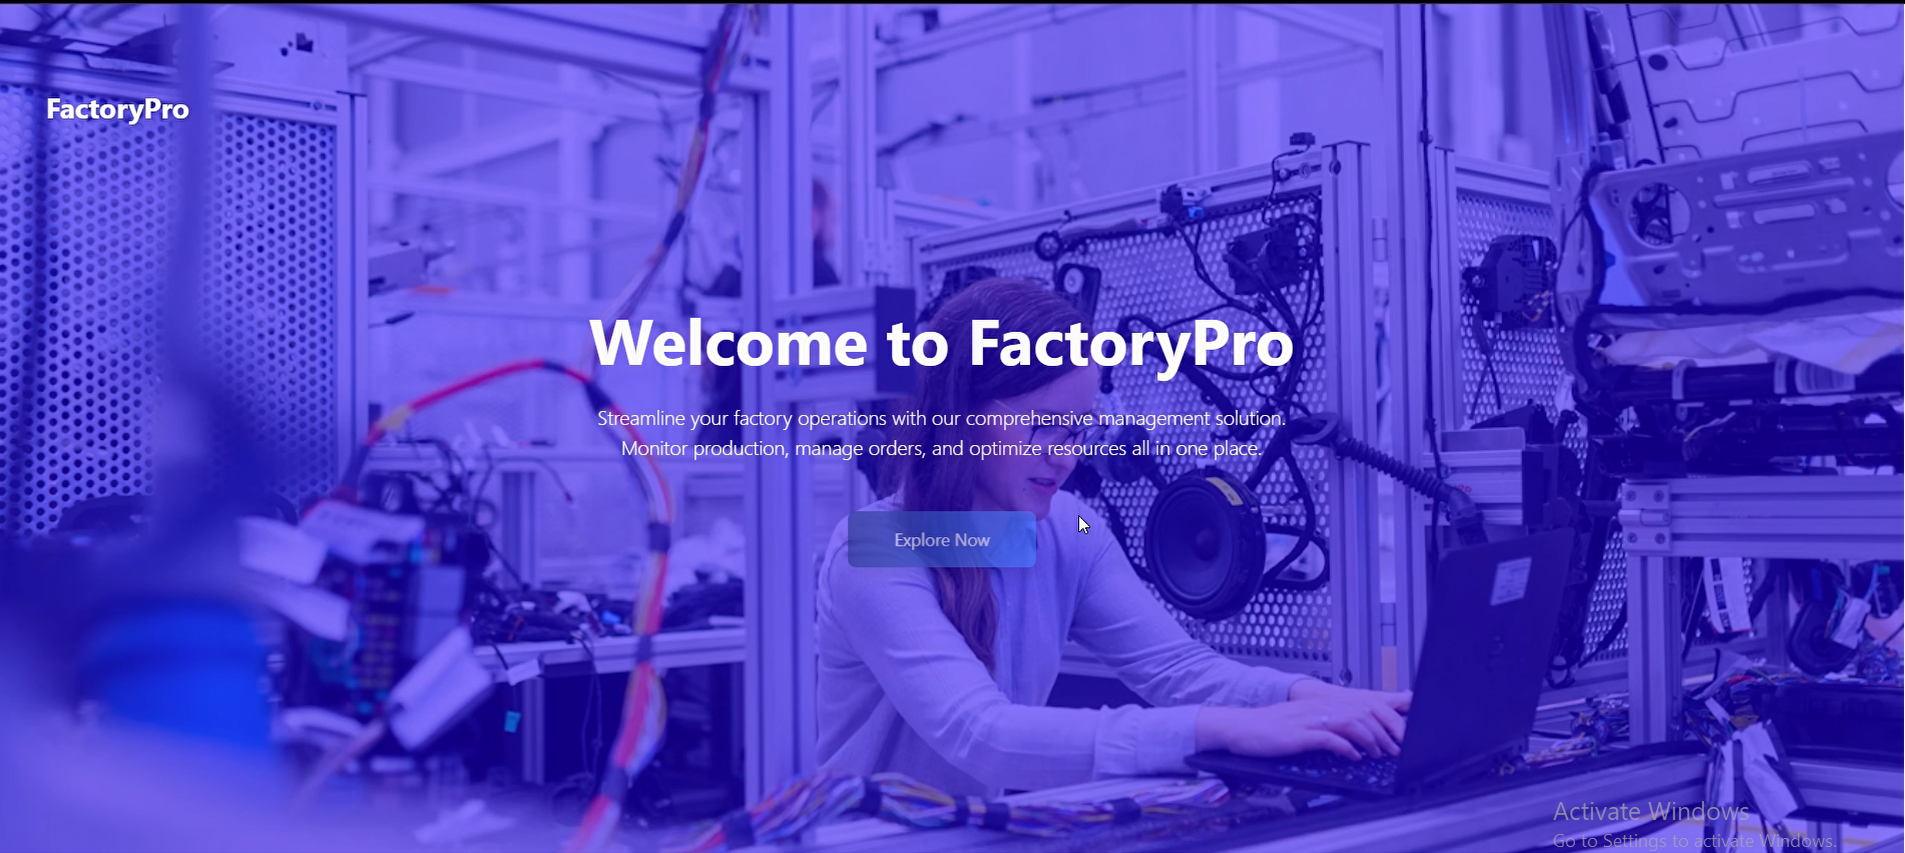 FactoryPro
Welcome to FactoryPro
Streamline your factory operations with our comprehensive management solution.
Monitor production, manage orders, and optimize resources all in one place.
Explore Now
Activate Windows
Go to Settings to activate Windows.